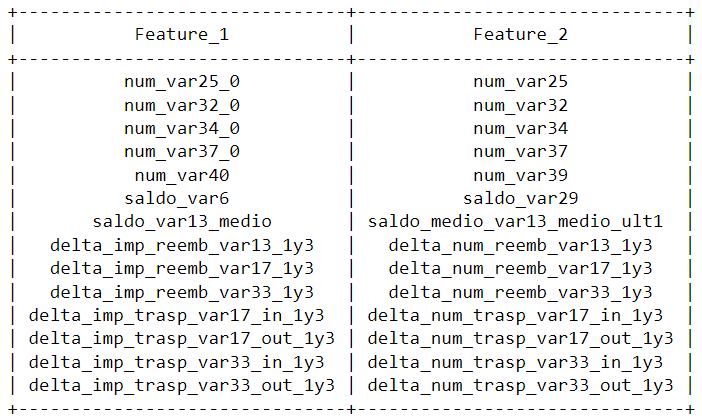 +------------------------------+------------------------------+
| Feature_1 | Feature_2 |
+------------------------------+------------------------------+
| num_var25_0 | num_var25 |
| num_var32_0 | num_var32 |
| num_var34_0 | num_var34 |
| num_var37_0 | num_var37 |
| num_var40 | num_var39 |
| saldo_var6 | saldo_var29 |
| saldo_var13_medio | saldo_medio_var13_medio_ult1 |
| delta_imp_reemb_var13_1y3 | delta_num_reemb_var13_1y3 |
| delta_imp_reemb_var17_1y3 | delta_num_reemb_var17_1y3 |
| delta_imp_reemb_var33_1y3 | delta_num_reemb_var33_1y3 |
| delta_imp_trasp_var17_in_1y3 | delta_num_trasp_var17_in_1y3 |
| delta_imp_trasp_var17_out_1y3 | delta_num_trasp_var17_out_1y3 |
| delta_imp_trasp_var33_in_1y3 | delta_num_trasp_var33_in_1y3 |
| delta_imp_trasp_var33_out_1y3 | delta_num_trasp_var33_out_1y3 |
+------------------------------+------------------------------+